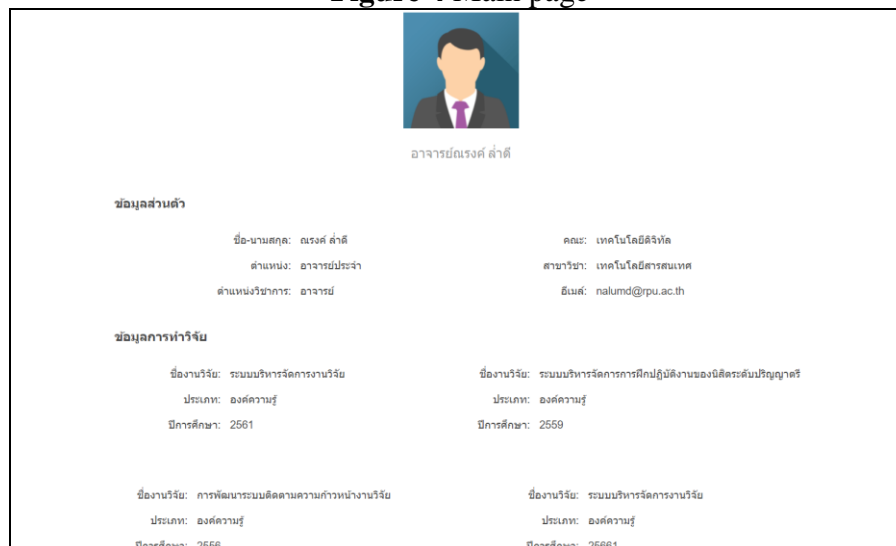 Figure 4 Main page
อาจารย์ณรงค์ ล่ำดี
ข้อมูลส่วนตัว
ชื่อ-นามสกุล: ณรงค์ ล่ำดี คณะ: เทคโนโลยีดิจิทัล
ตำแหน่ง: อาจารย์ประจำ สาขาวิชา: เทคโนโลยีสารสนเทศ
ตำแหน่งวิชาการ: อาจารย์ อีเมล์: nalumd@rpu.ac.th
ข้อมูลการทำวิจัย
ชื่องานวิจัย: ระบบบริหารจัดการงานวิจัย ชื่องานวิจัย: ระบบบริหารจัดการการฝึกปฏิบัติงานของนิสิตระดับปริญญาตรี
ประเภท: องค์ความรู้ ประเภท: องค์ความรู้
ปีการศึกษา: 2561 ปีการศึกษา: 2559
ชื่องานวิจัย: การพัฒนาระบบติดตามความก้าวหน้างานวิจัย ชื่องานวิจัย: ระบบบริหารจัดการงานวิจัย
ประเภท: องค์ความรู้ ประเภท: องค์ความรู้
ปีการศึกษา: 2556 ปีการศึกษา: 25661